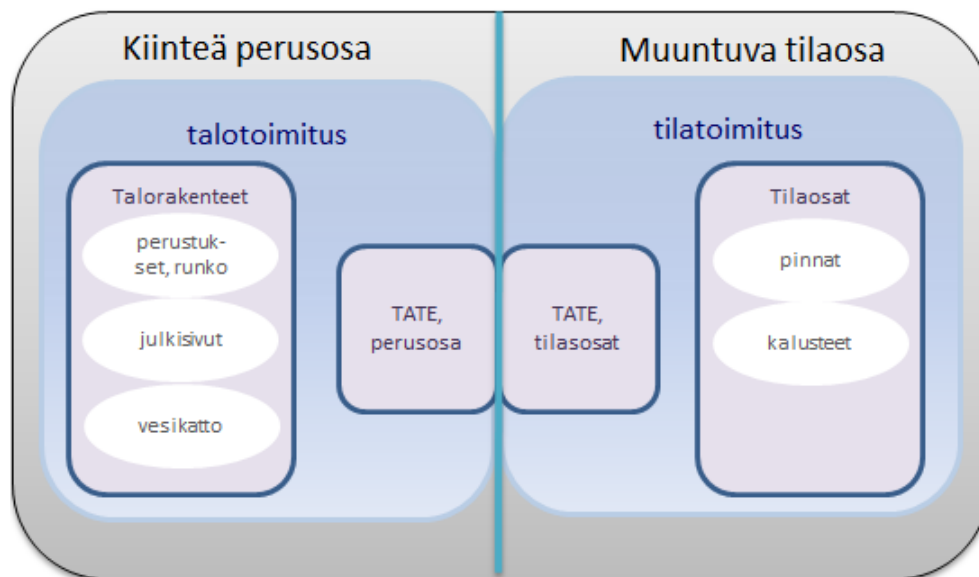 Kiinteä perusosa
Muuntuva tilaosa
talotoimitus
tilatoimitus
Talorakenteet
perustuk-
set, runko
julkisivut
vesikatto
TATE,
perusosa
TATE,
tilasosat
Tilaosat
pinnat
kalusteet